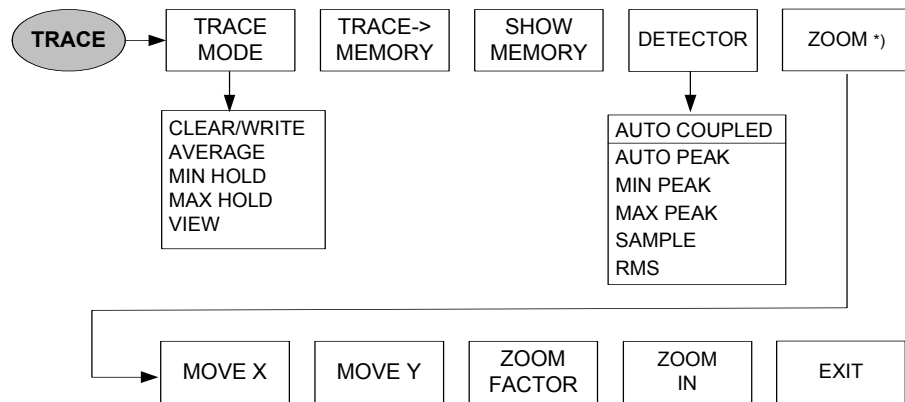 TRACE
TRACE
MODE
TRACE->
MEMORY
SHOW
MEMORY
DETECTOR
ZOOM *)
CLEAR/WRITE
AVERAGE
MIN HOLD
MAX HOLD
VIEW
AUTO COUPLED
AUTO PEAK
MIN PEAK
MAX PEAK
SAMPLE
RMS
MOVE X
MOVE Y
ZOOM
FACTOR
ZOOM
IN
EXIT